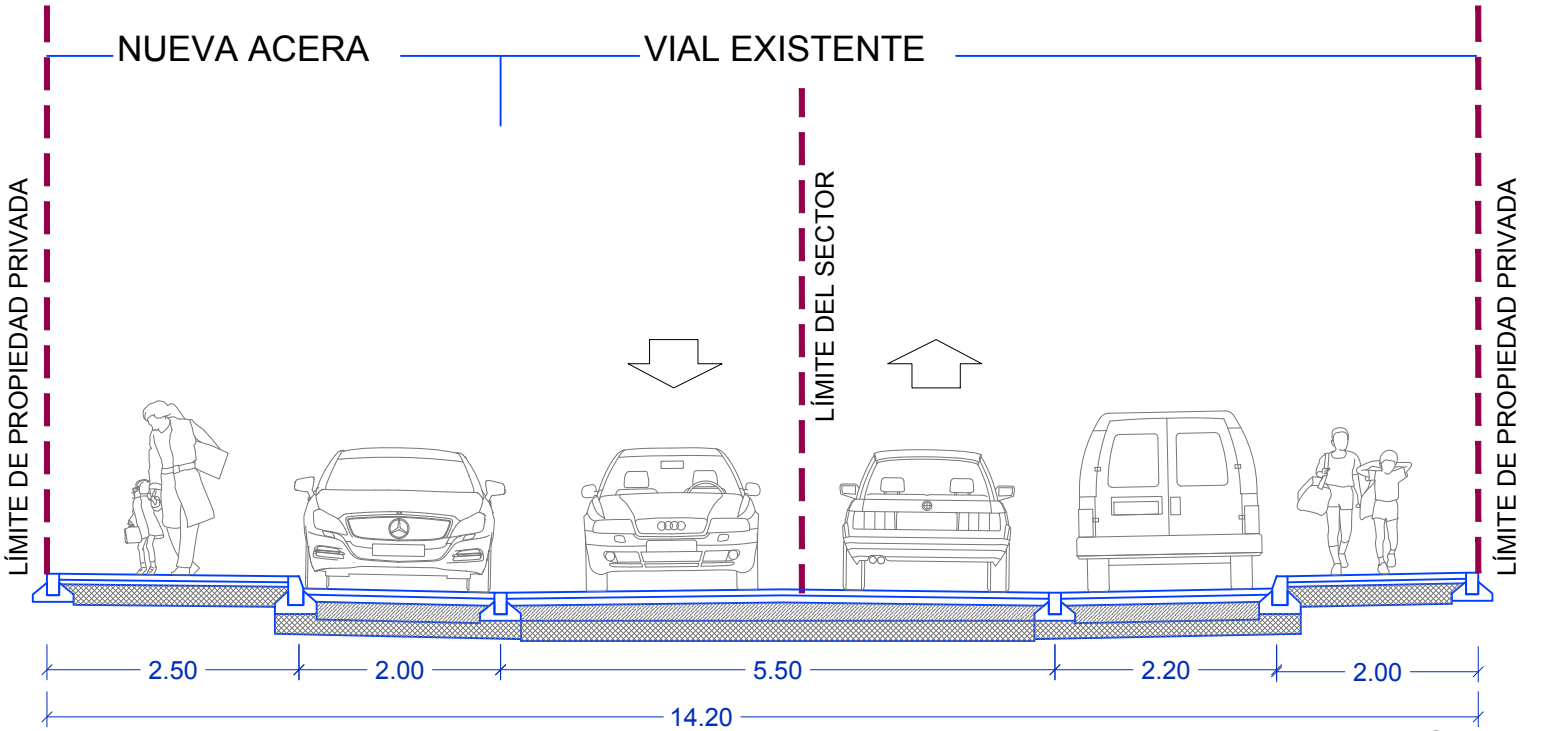 NUEVA ACERA
VIAL EXISTENTE
LÍMITE DE PROPIEDAD PRIVADA
LÍMITE DEL SECTOR
LÍMITE DE PROPIEDAD PRIVADA
2.50
2.00
5.50
2.20
2.00
14.20